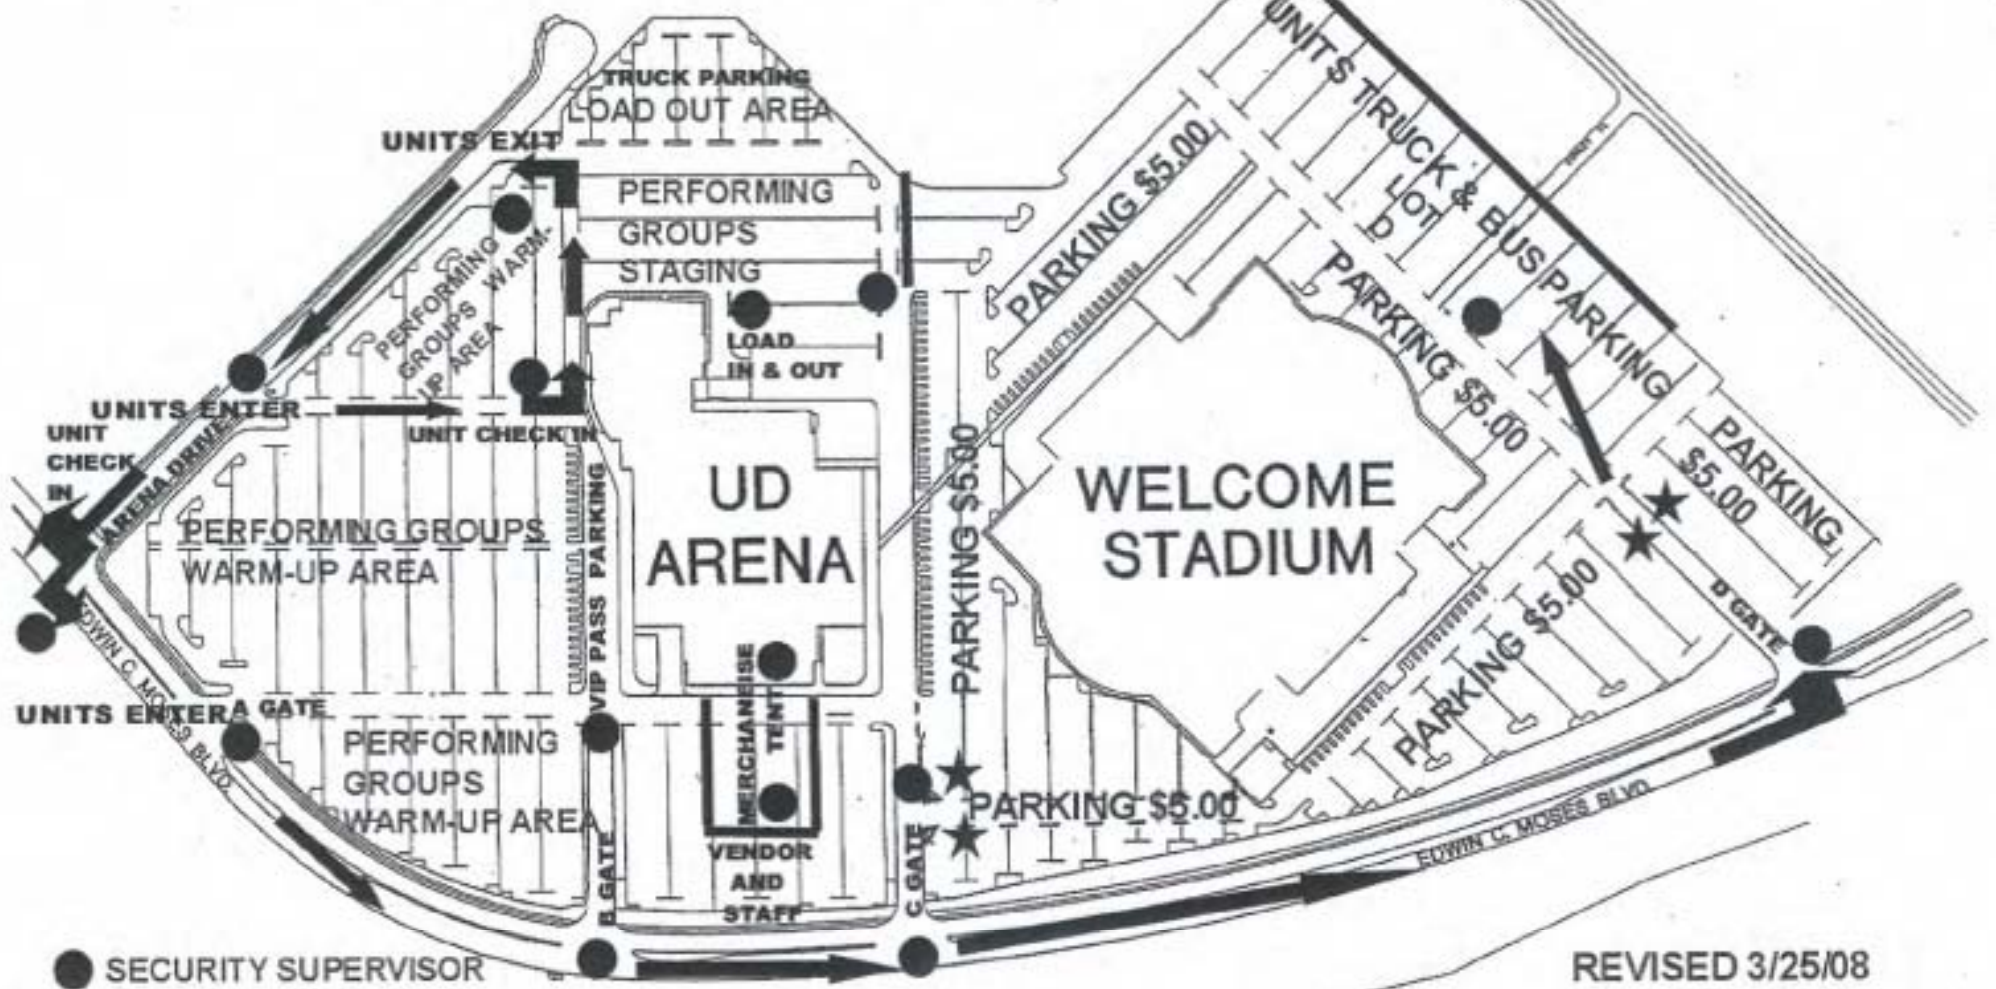 TRUCK PARKING
LOAD OUT AREA
UNITS EXIT
PERFORMING
GROUPS
STAGING
PERFORMING
GROUPS WARM-
UP AREA
LOAD
IN & OUT
UNITS ENTER
UNIT
CHECK
IN
ARENA DRIVE
UNIT CHECK IN
PERFORMING GROUPS
WARM-UP AREA
VIP PASS PARKING
UD
ARENA
EDWIN C. MOSES BLVD.
UNITS ENTER
A GATE
PERFORMING
GROUPS
WARM-UP AREA
MERCHANEISE
TENT
VENDOR
AND
STAFF
B GATE
C GATE
PARKING $5.00
PARKING $5.00
PARKING $5.00
WELCOME
STADIUM
UNITS TRUCK & BUS PARKING
LOT
D
PARKING $5.00
PARKING
$5.00
PARKING $5.00
D GATE
EDWIN C. MOSES BLVD
SECURITY SUPERVISOR
REVISED 3/25/08